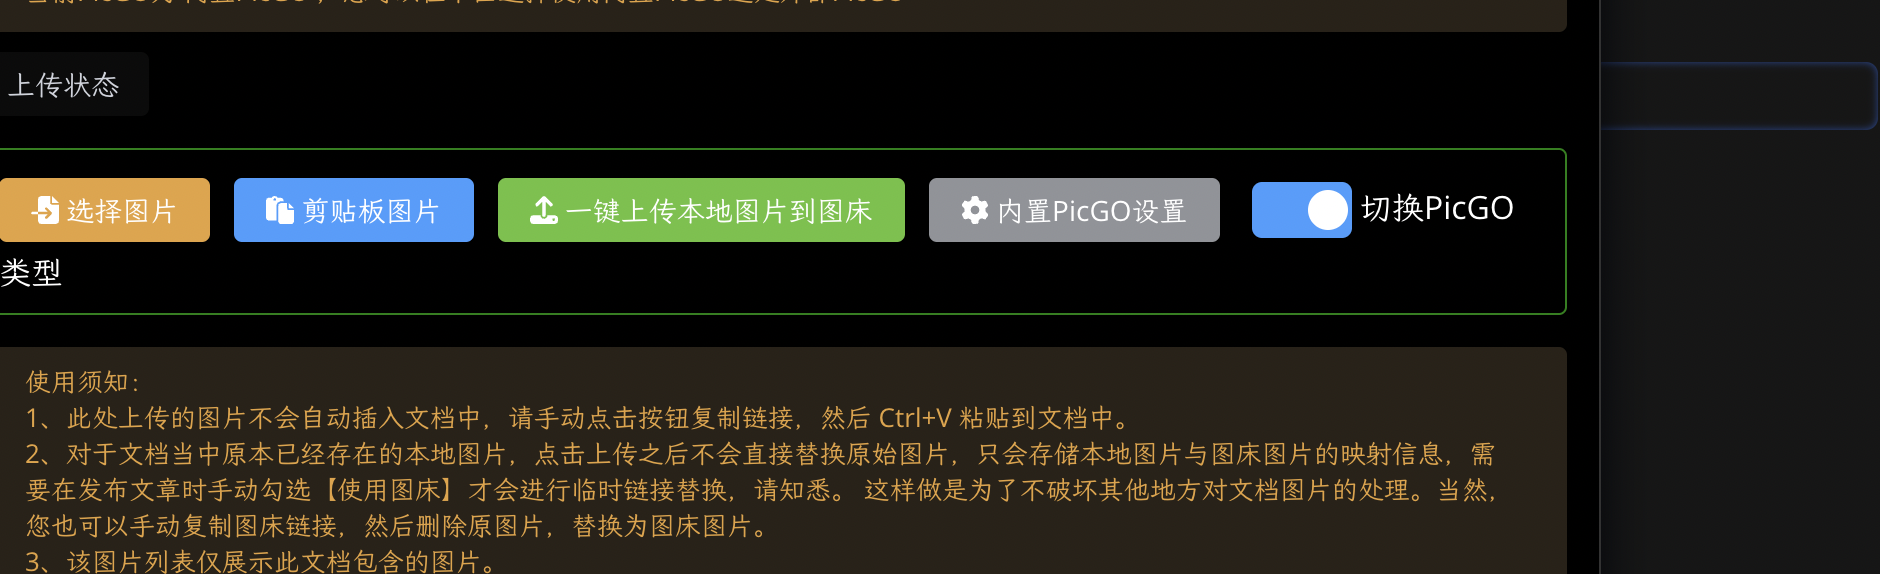 上传状态
选择图片 剪贴板图片 一键上传本地图片到图床 内置PicGO设置 切换PicGO
类型
使用须知：
1、此处上传的图片不会自动插入文档中，请手动点击按钮复制链接，然后 Ctrl+V 粘贴到文档中。
2、对于文档当中原本已经存在的本地图片，点击上传之后不会直接替换原始图片，只会存储本地图片与图床图片的映射信息，需
要在发布文章时手动勾选【使用图床】才会进行临时链接替换，请知悉。 这样做是为了不破坏其他地方对文档图片的处理。当然，
您也可以手动复制图床链接，然后删除原图片，替换为图床图片。
3、该图片列表仅展示此文档包含的图片。